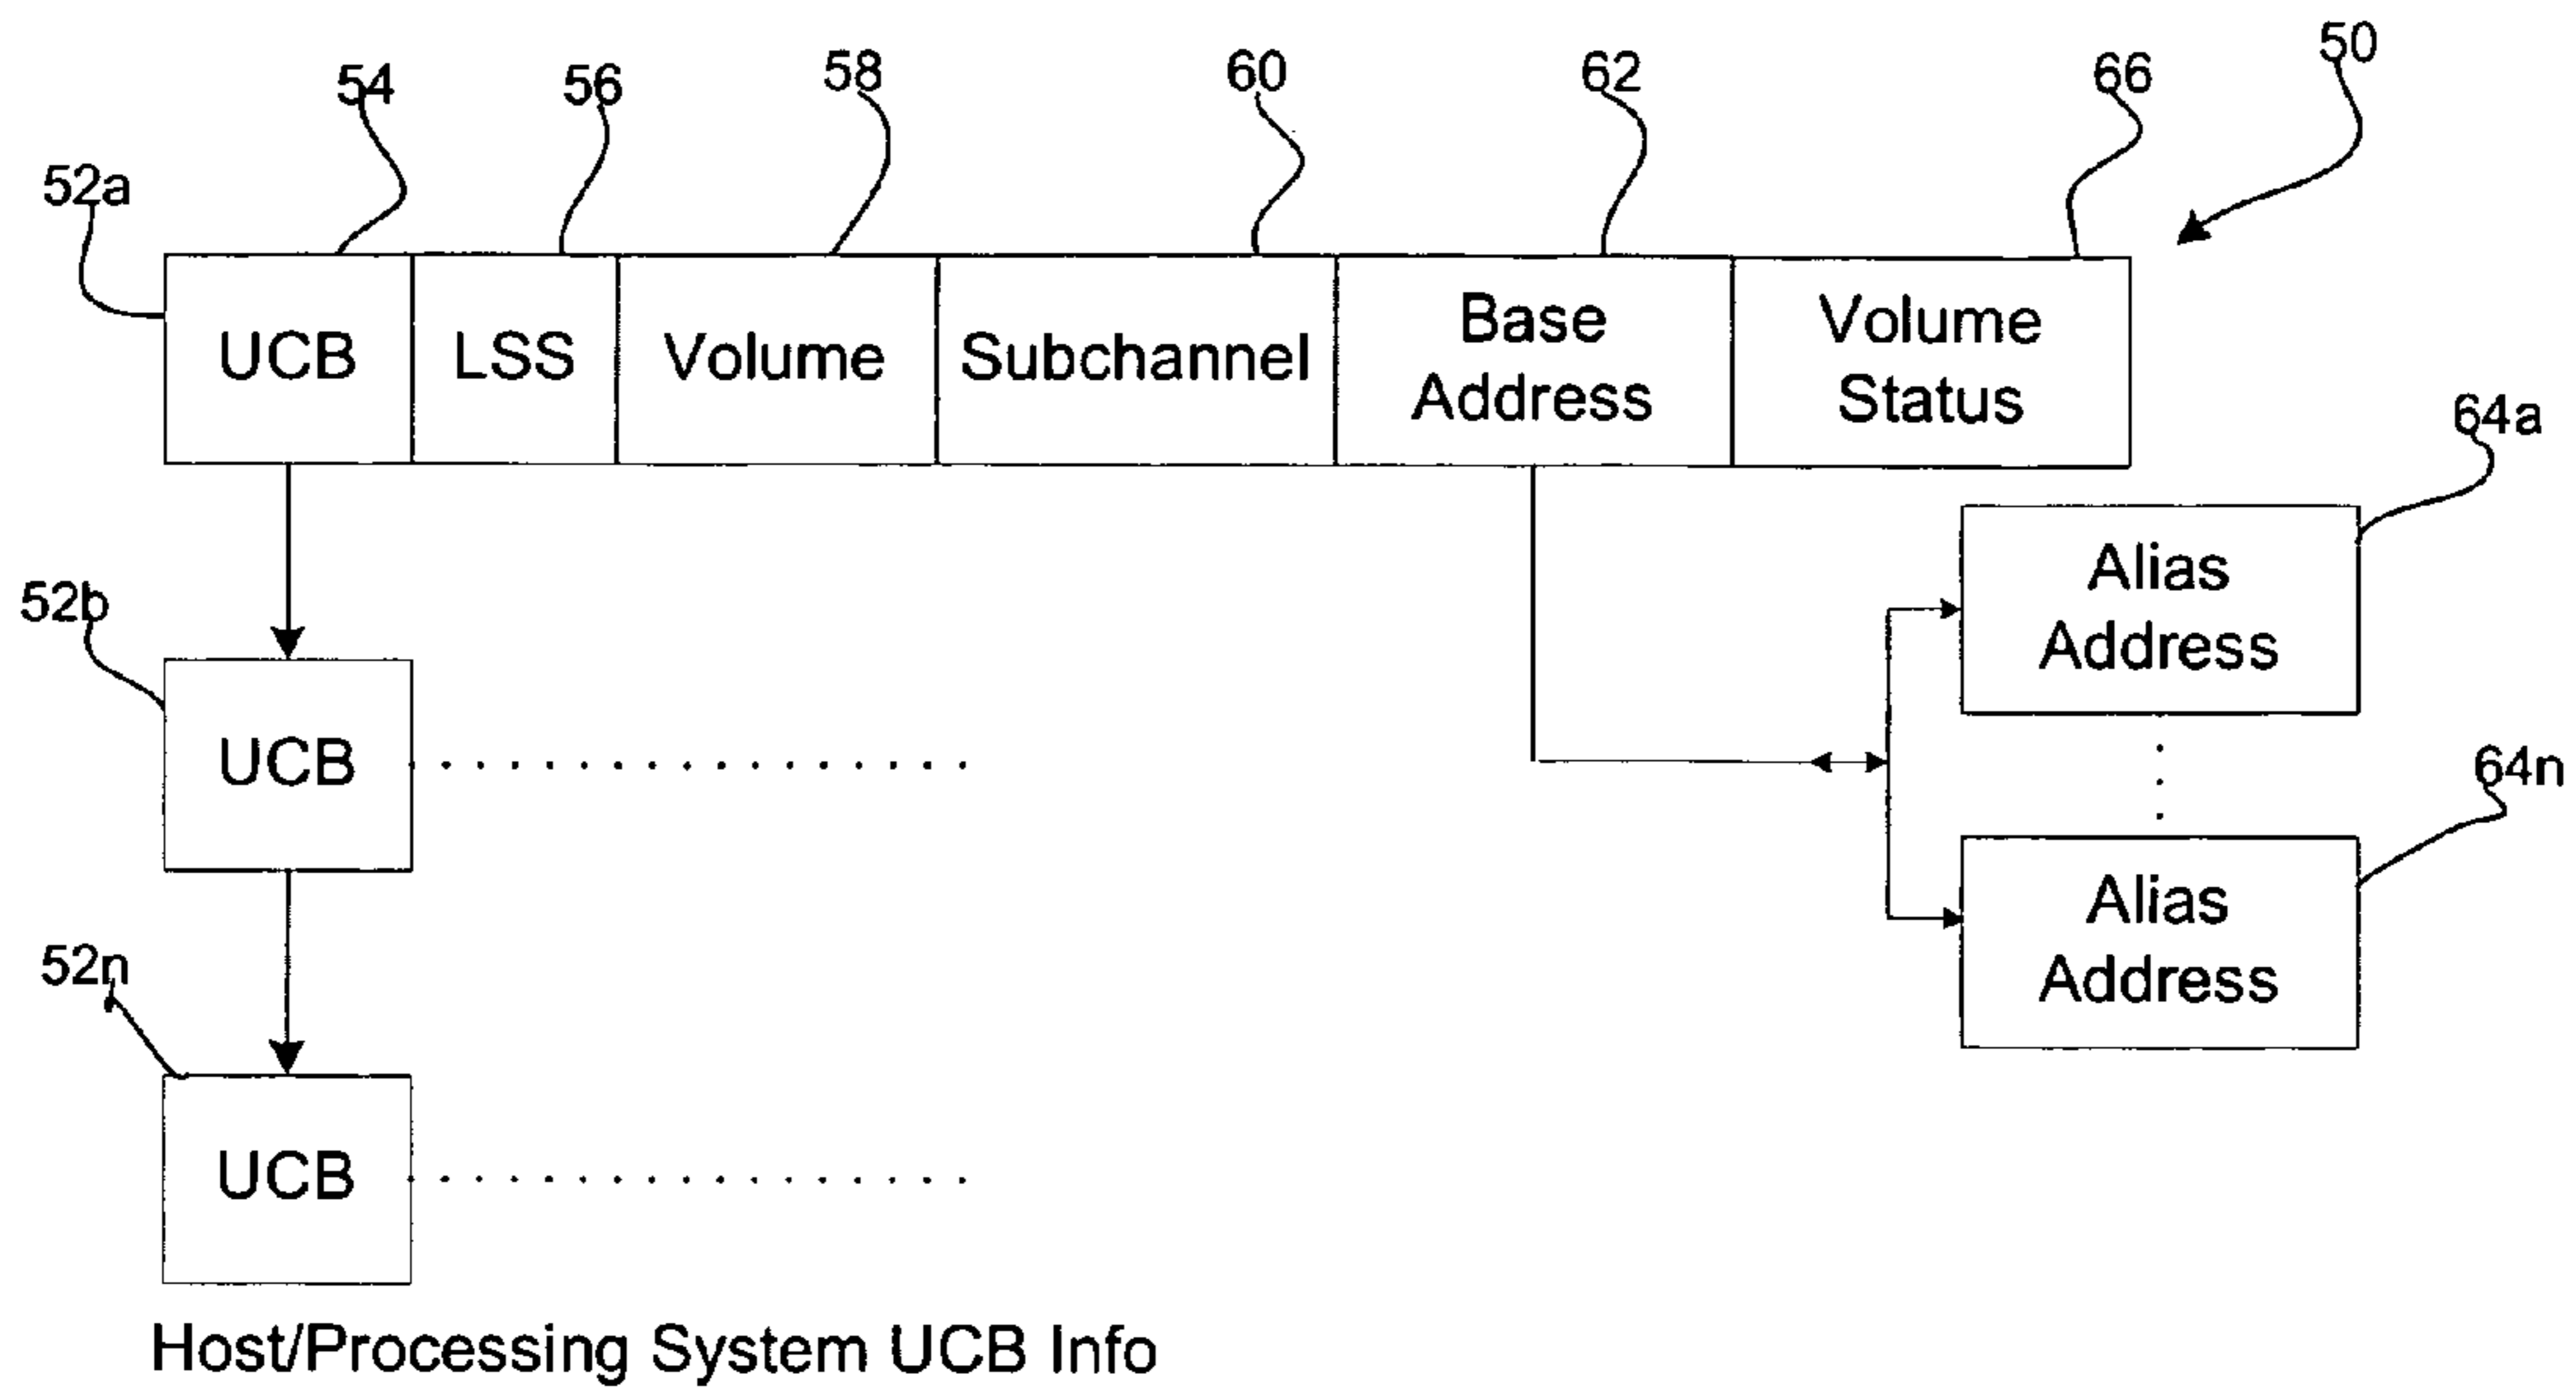 50
54
56
58
60
62
66
52a
UCB
LSS
Volume
Subchannel
Base
Address
Volume
Status
64a
Alias
Address
52b
UCB
64n
Alias
Address
52n
UCB
Host/Processing System UCB Info